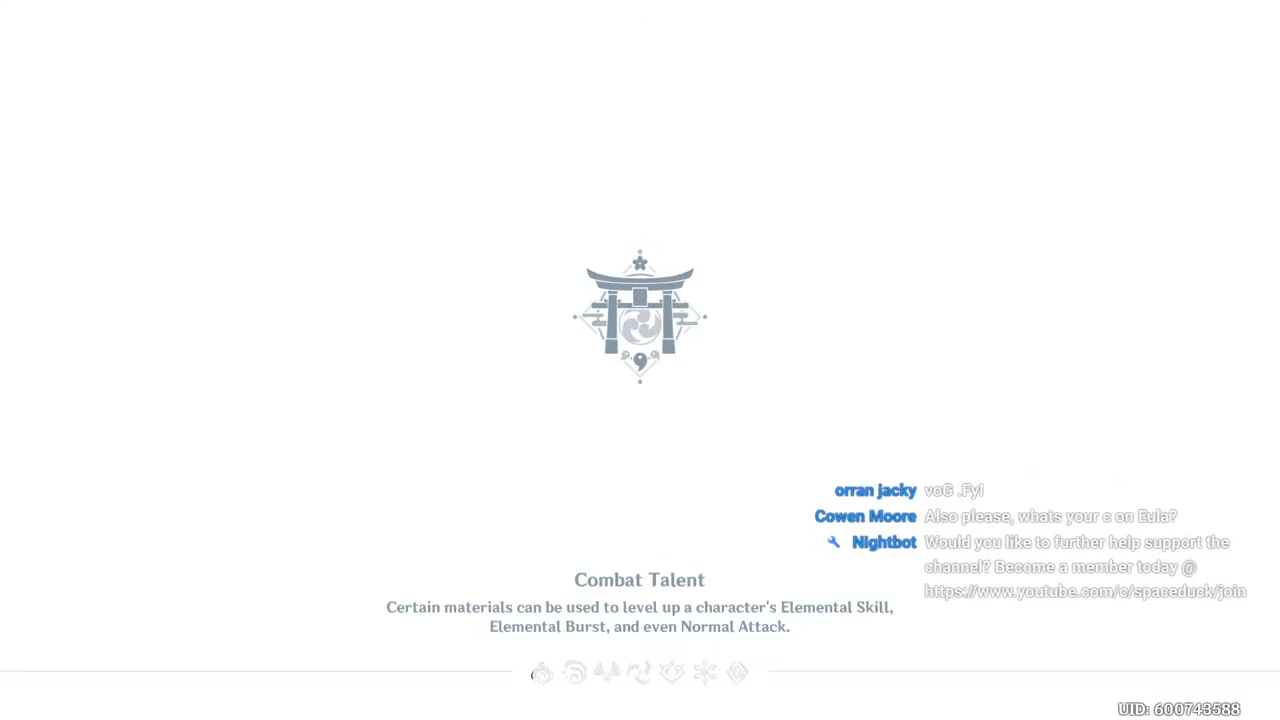 orran jacky voG .FyI
Cowen Moore Also please, whats your c on Eula?
Nightbot Would you like to further help support the
channel? Become a member today @
https://www.youtube.com/c/spaceduck/join
Combat Talent
Certain materials can be used to level up a character's Elemental Skill,
Elemental Burst, and even Normal Attack.
UID: 600743588